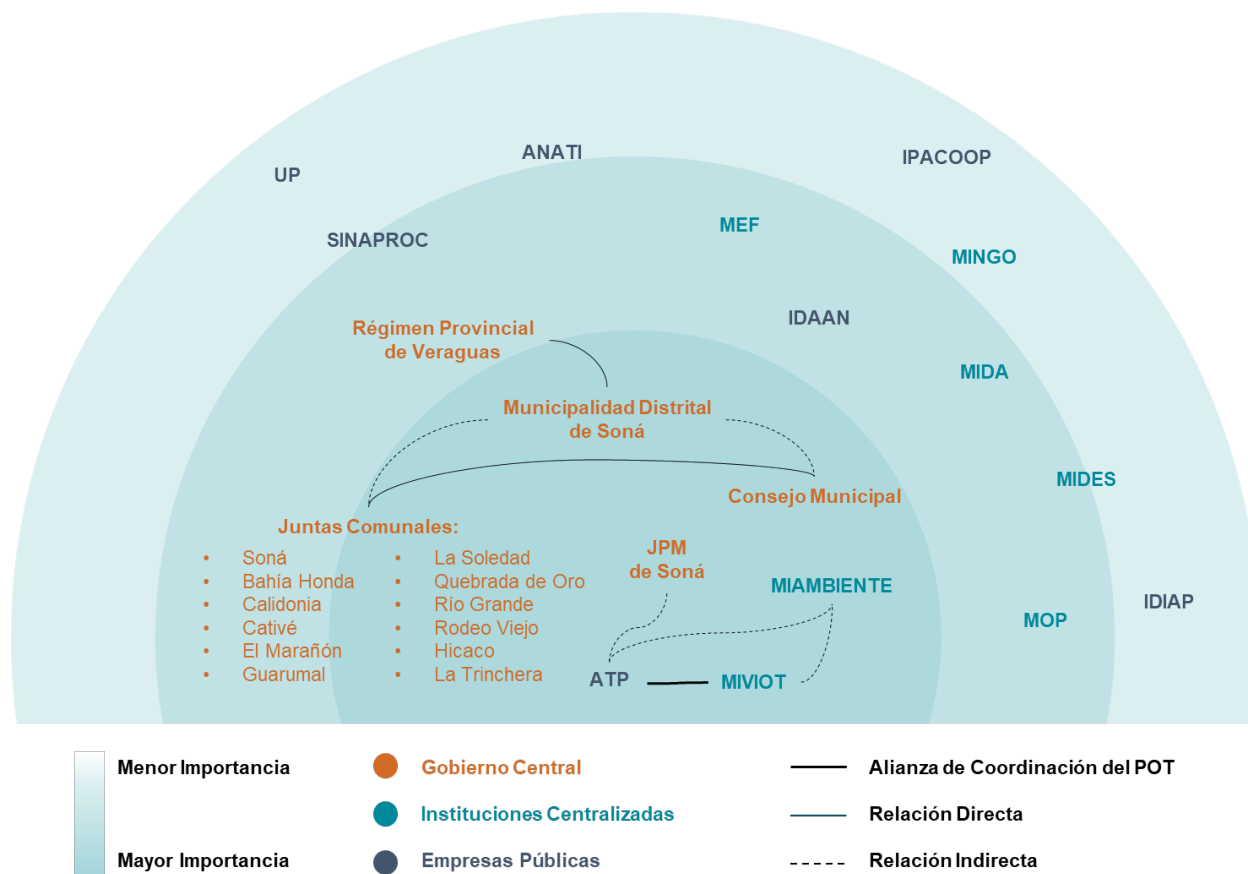 ANATI
IPACOOP
UP
MEF
SINAPROC
MINGO
IDAAN
Régimen Provincial
de Veraguas
MIDA
Municipalidad Distrital
de Soná
MIDES
Consejo Municipal
Juntas Comunales:
• Soná
• Bahía Honda
• Calidonia
• Cativé
• El Marañón
• Guarumal
• La Soledad
• Quebrada de Oro
• Río Grande
• Rodeo Viejo
• Hicaco
• La Trinchera
JPM
de Soná
MIAMBIENTE
IDIAP
MOP
ATP
MIVIOT
Menor Importancia
Mayor Importancia
Gobierno Central
Instituciones Centralizadas
Empresas Públicas
Alianza de Coordinación del POT
Relación Directa
Relación Indirecta